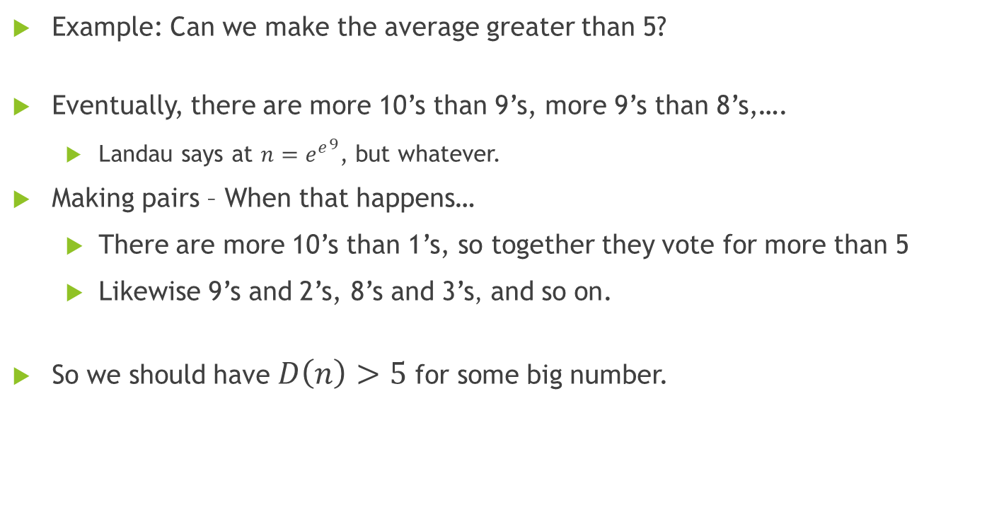 Example: Can we make the average greater than 5?
Eventually, there are more 10’s than 9’s, more 9’s than 8’s,….
Landau says at 𝑛 = 𝑒^{𝑒^9}, but whatever.
Making pairs – When that happens…
There are more 10’s than 1’s, so together they vote for more than 5
Likewise 9’s and 2’s, 8’s and 3’s, and so on.
So we should have 𝐷(𝑛) > 5 for some big number.